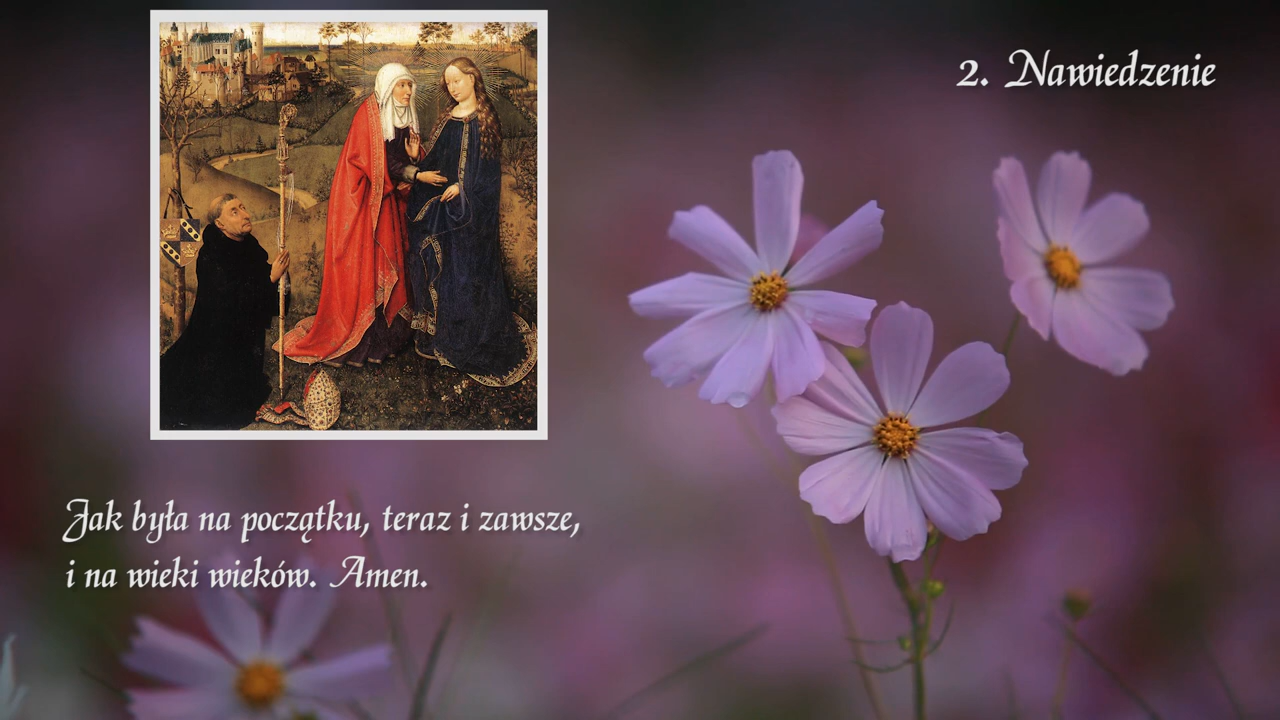 2. Nawiedzenie
Jak była na początku, teraz i zawsze,
i na wieki wieków. Amen.